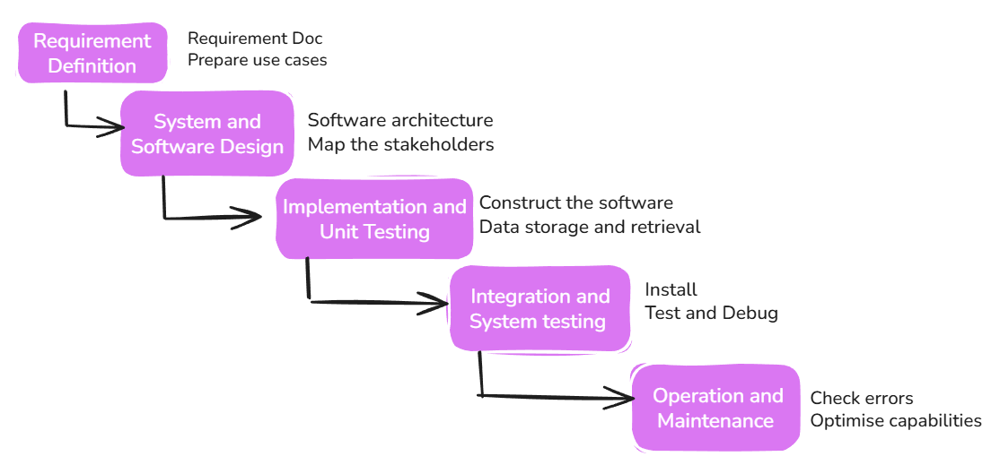 Requirement
Definition
Requirement Doc
Prepare use cases
System and
Software Design
Software architecture
Map the stakeholders
Implementation and
Unit Testing
Construct the software
Data storage and retrieval
Integration and
System testing
Install
Test and Debug
Operation and
Maintenance
Check errors
Optimise capabilities